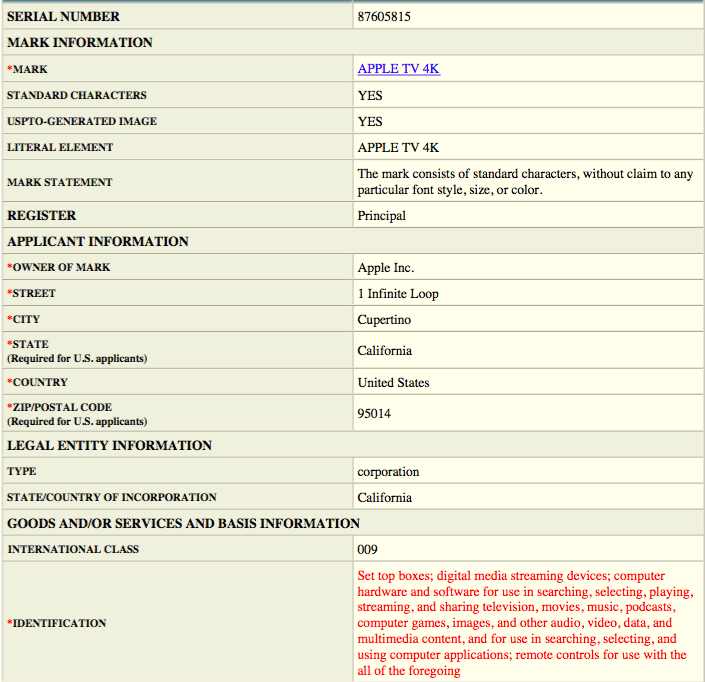 SERIAL NUMBER 87605815
MARK INFORMATION
*MARK APPLE TV 4K
STANDARD CHARACTERS YES
USPTO-GENERATED IMAGE YES
LITERAL ELEMENT APPLE TV 4K
MARK STATEMENT The mark consists of standard characters, without claim to any
particular font style, size, or color.
REGISTER Principal
APPLICANT INFORMATION
*OWNER OF MARK Apple Inc.
*STREET 1 Infinite Loop
*CITY Cupertino
*STATE
(Required for U.S. applicants) California
*COUNTRY United States
*ZIP/POSTAL CODE
(Required for U.S. applicants) 95014
LEGAL ENTITY INFORMATION
TYPE corporation
STATE/COUNTRY OF INCORPORATION California
GOODS AND/OR SERVICES AND BASIS INFORMATION
INTERNATIONAL CLASS 009
*IDENTIFICATION
Set top boxes; digital media streaming devices; computer
hardware and software for use in searching, selecting, playing,
streaming, and sharing television, movies, music, podcasts,
computer games, images, and other audio, video, data, and
multimedia content, and for use in searching, selecting, and
using computer applications; remote controls for use with the
all of the foregoing